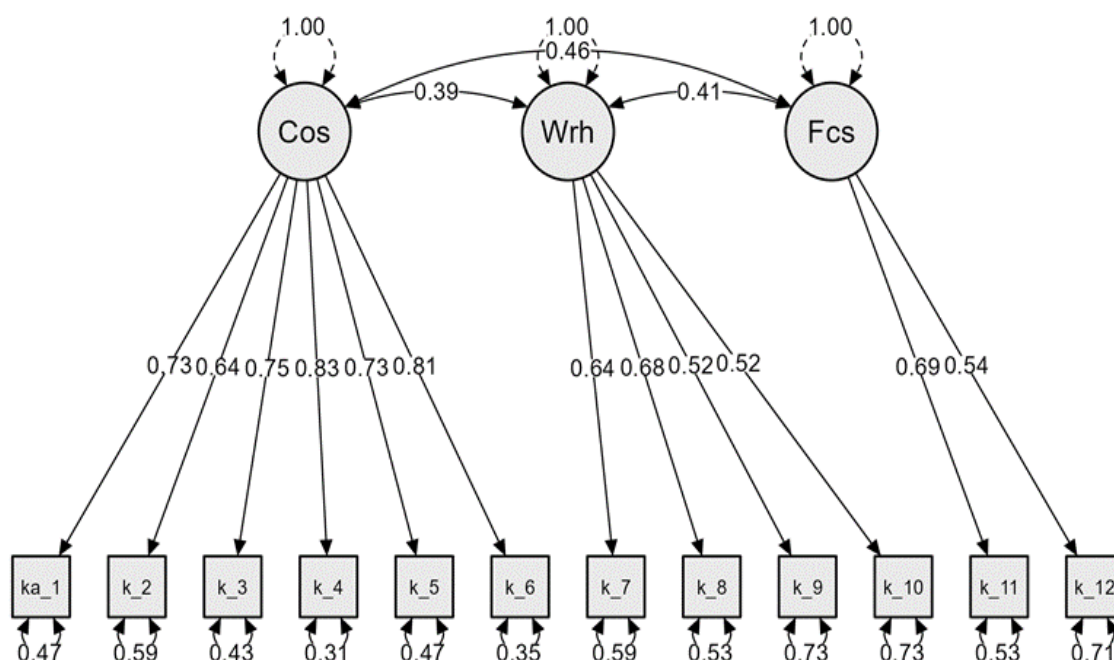 1.00 1.00 1.00
0.46
0.39 0.41
Cos Wrh Fcs
0.73 0.64 0.75 0.83 0.73 0.81 0.64 0.68 0.52 0.52 0.69 0.54
ka_1 k_2 k_3 k_4 k_5 k_6 k_7 k_8 k_9 k_10 k_11 k_12
0.47 0.59 0.43 0.31 0.47 0.35 0.59 0.53 0.73 0.73 0.53 0.71